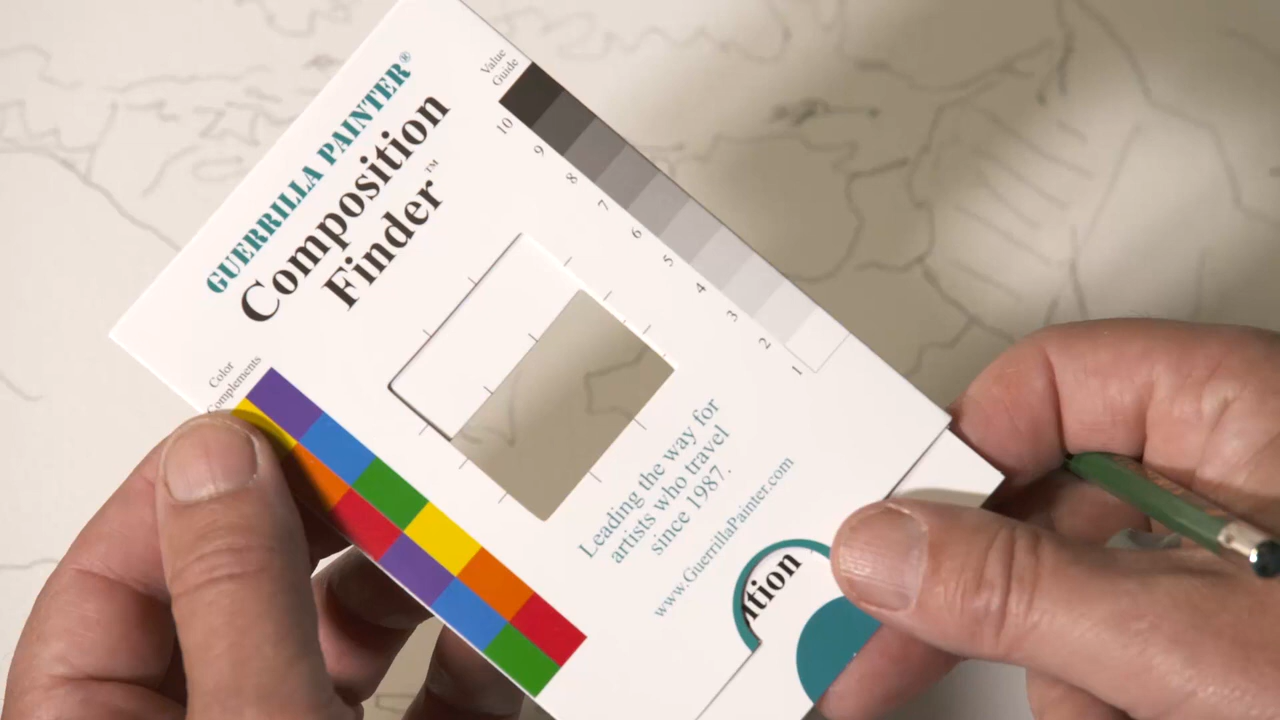 GUERRILLA PAINTER®
Composition
Finder™
Value
Guide
10
9
8
7
6
5
4
3
2
1
Color
Complements
Leading the way for
artists who travel
since 1987.
www.GuerrillaPainter.com
ition